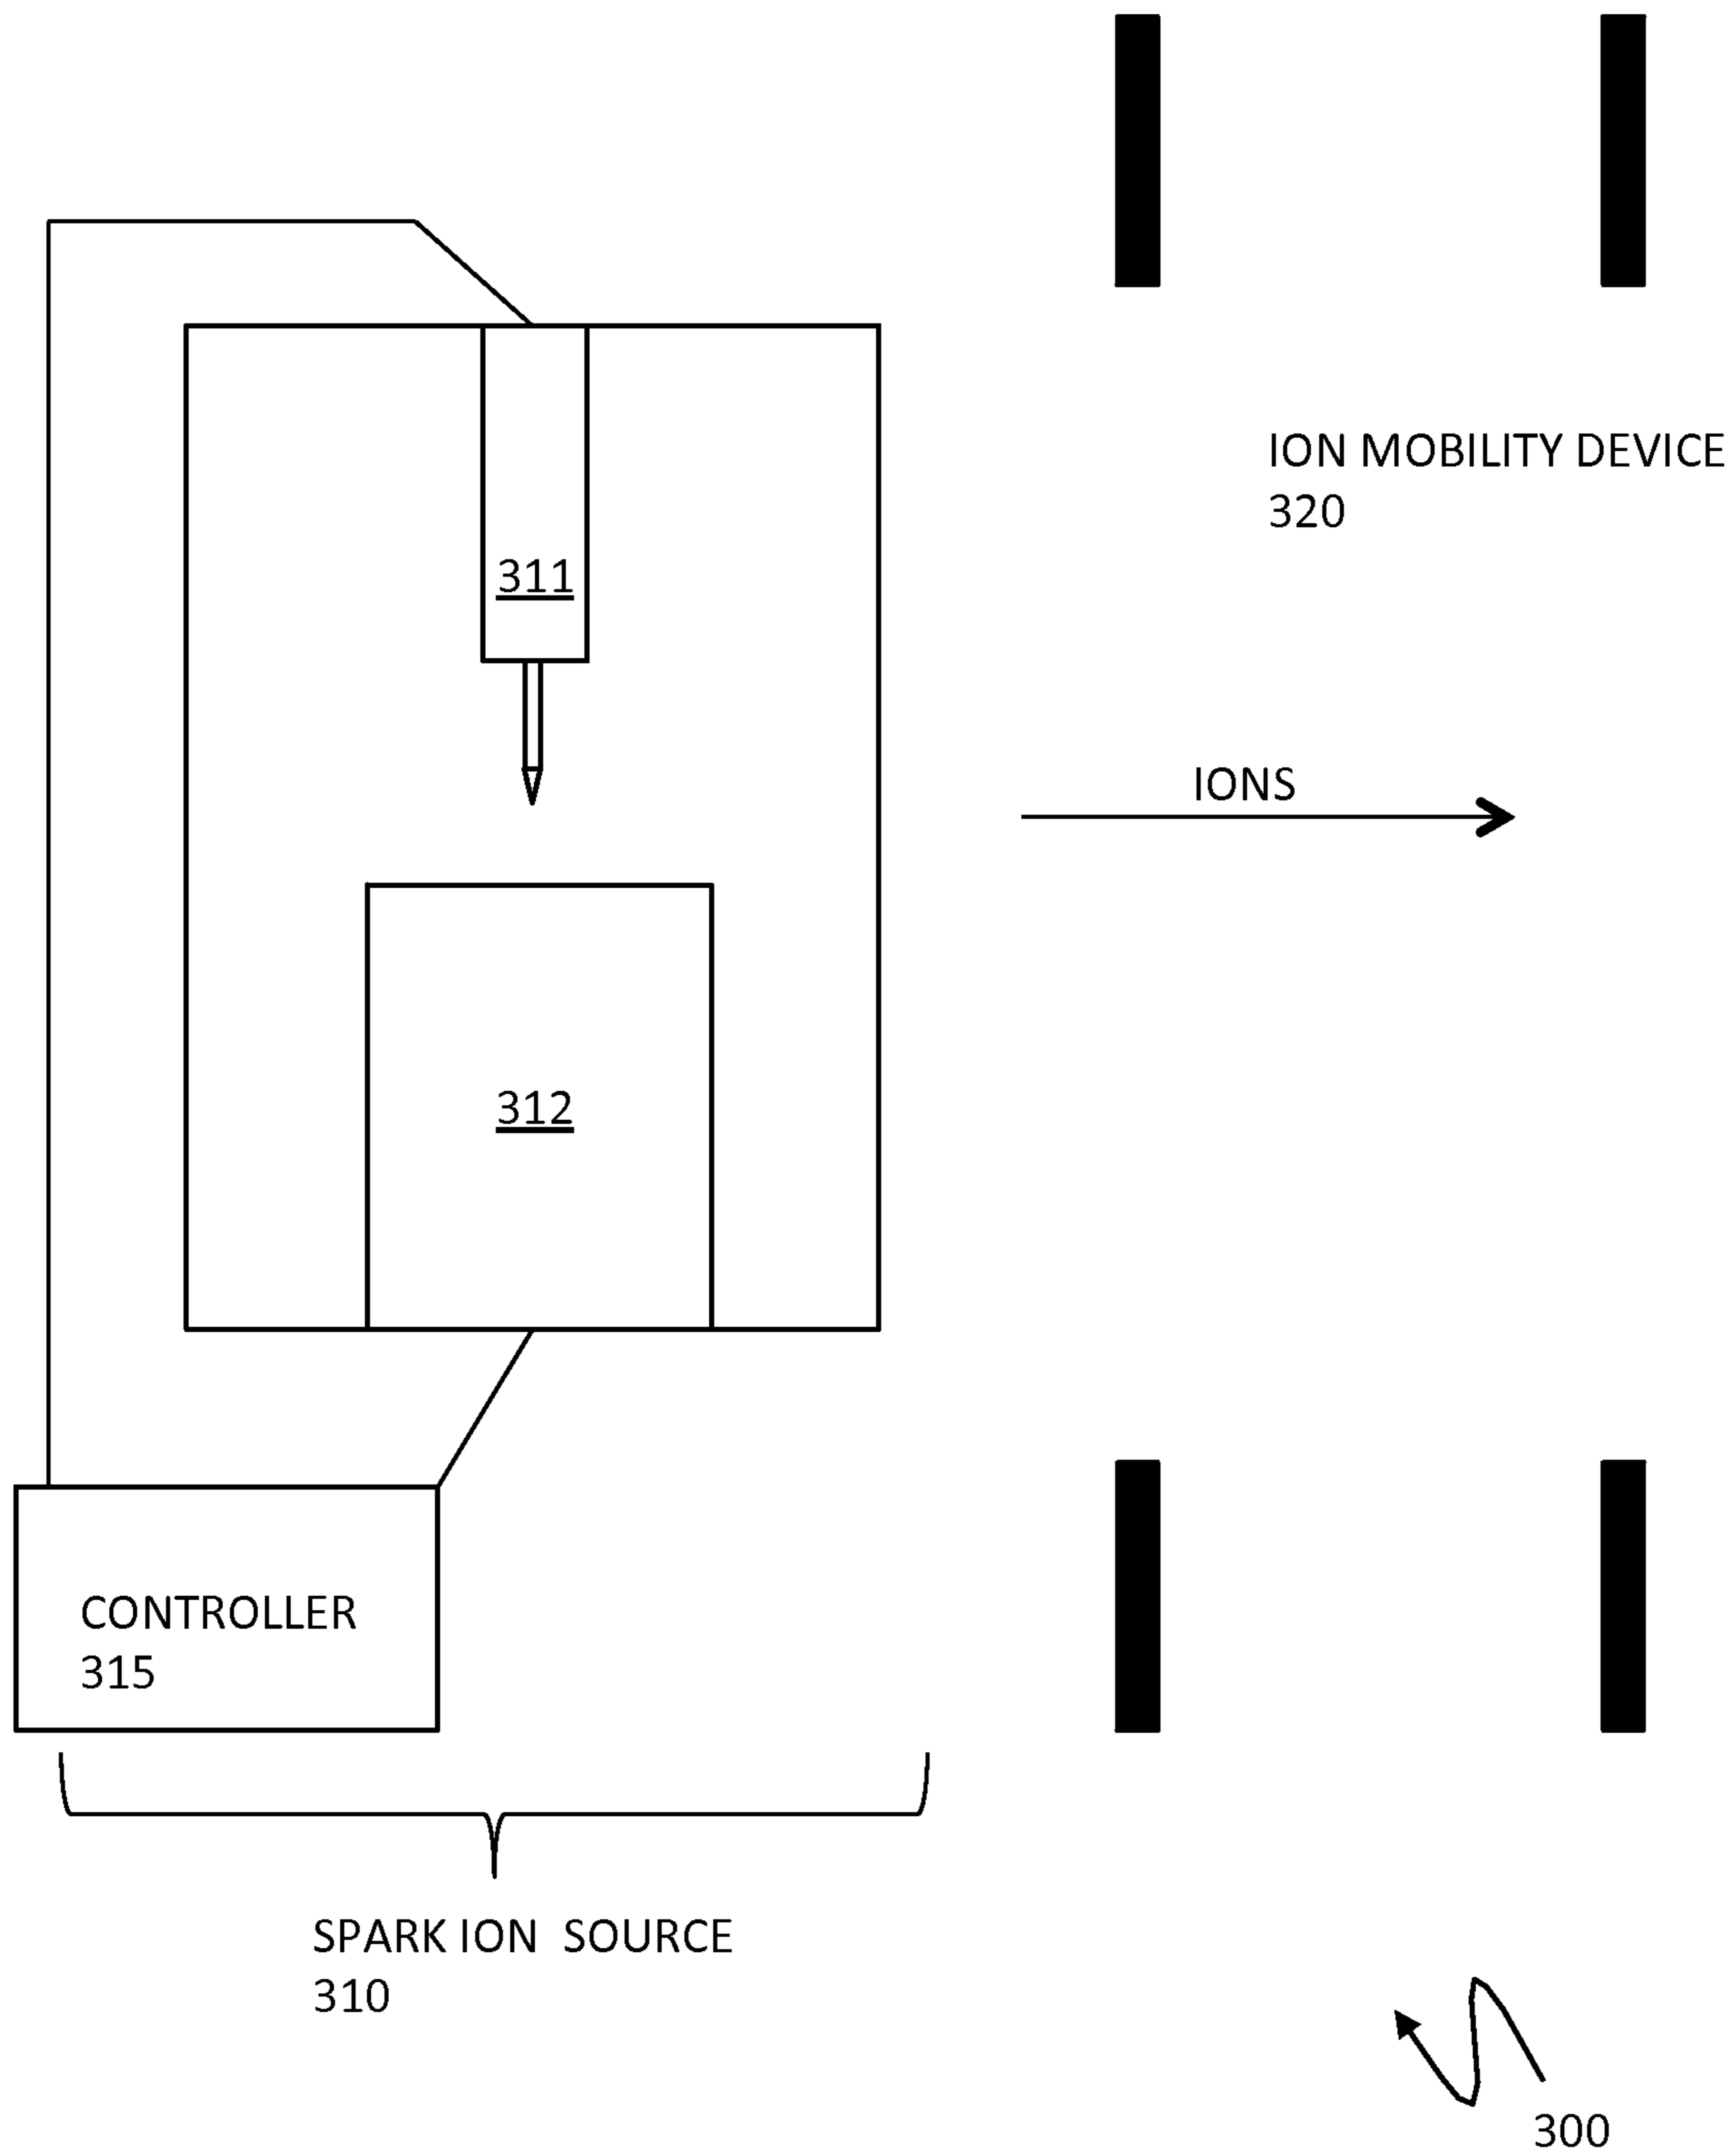 ION MOBILITY DEVICE
320
311
IONS
312
CONTROLLER
315
SPARK ION SOURCE
310
300